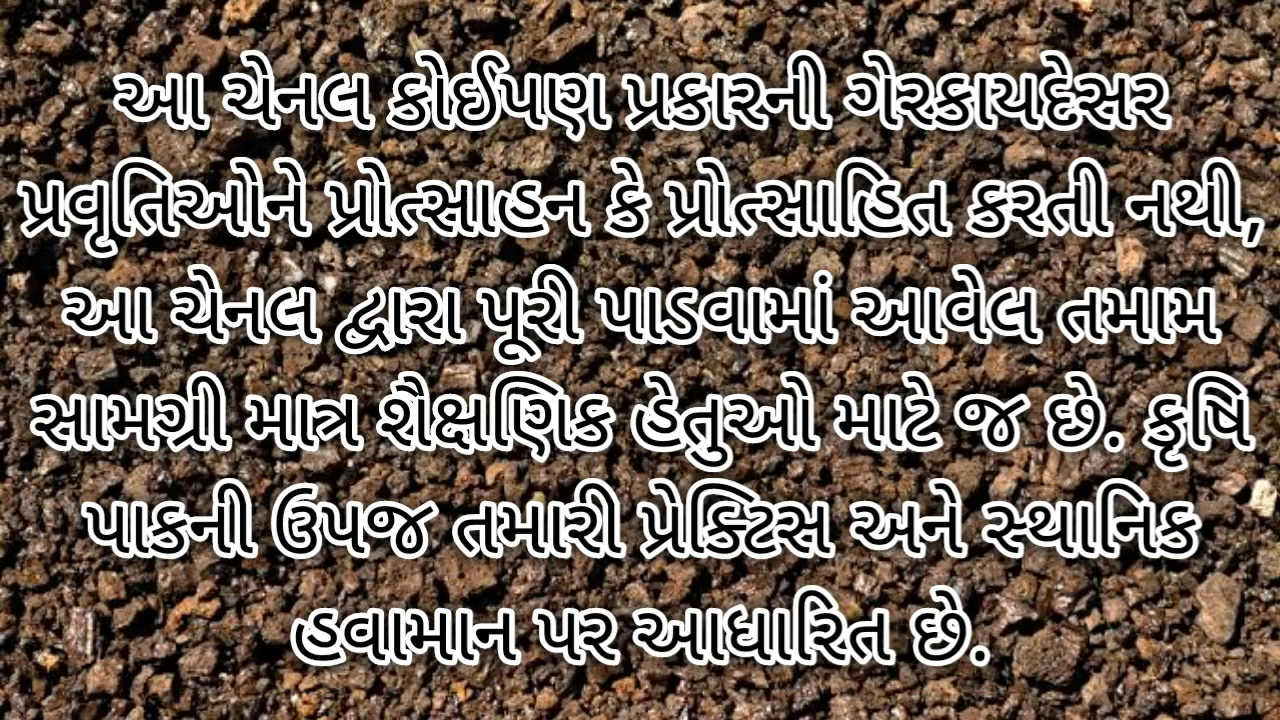 આ ચેનલ કોઈપણ પ્રકારની ગેરકાયદેસર
પ્રવૃતિઓને પ્રોત્સાહન કે પ્રોત્સાહિત કરતી નથી,
આ ચેનલ દ્વારા પૂરી પાડવામાં આવેલ તમામ
સામગ્રી માત્ર શૈક્ષણિક હેતુઓ માટે જ છે. કૃષિ
પાકની ઉપજ તમારી પ્રેક્ટિસ અને સ્થાનિક
હવામાન પર આધારિત છે.